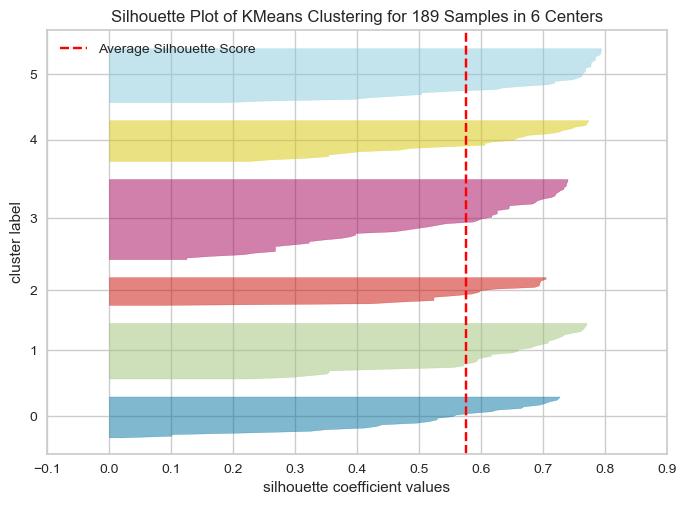 Silhouette Plot of KMeans Clustering for 189 Samples in 6 Centers
Average Silhouette Score
cluster label
5
4
3
2
1
0
−0.1 0.0 0.1 0.2 0.3 0.4 0.5 0.6 0.7 0.8 0.9
silhouette coefficient values